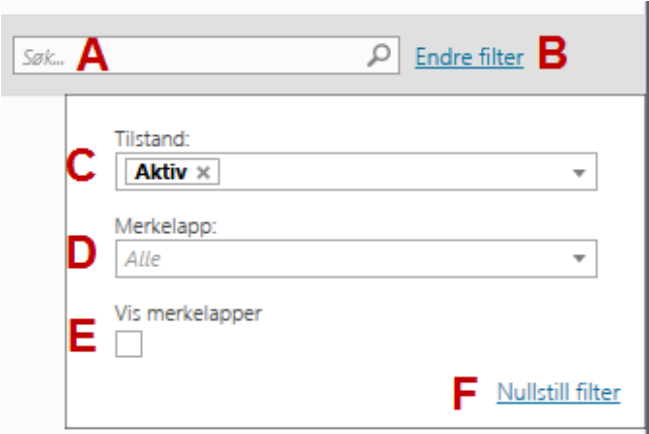 Søk... A Endre filter B
Tilstand:
C Aktiv ×
Merkelapp:
D Alle
Vis merkelapper
E
F Nullstill filter